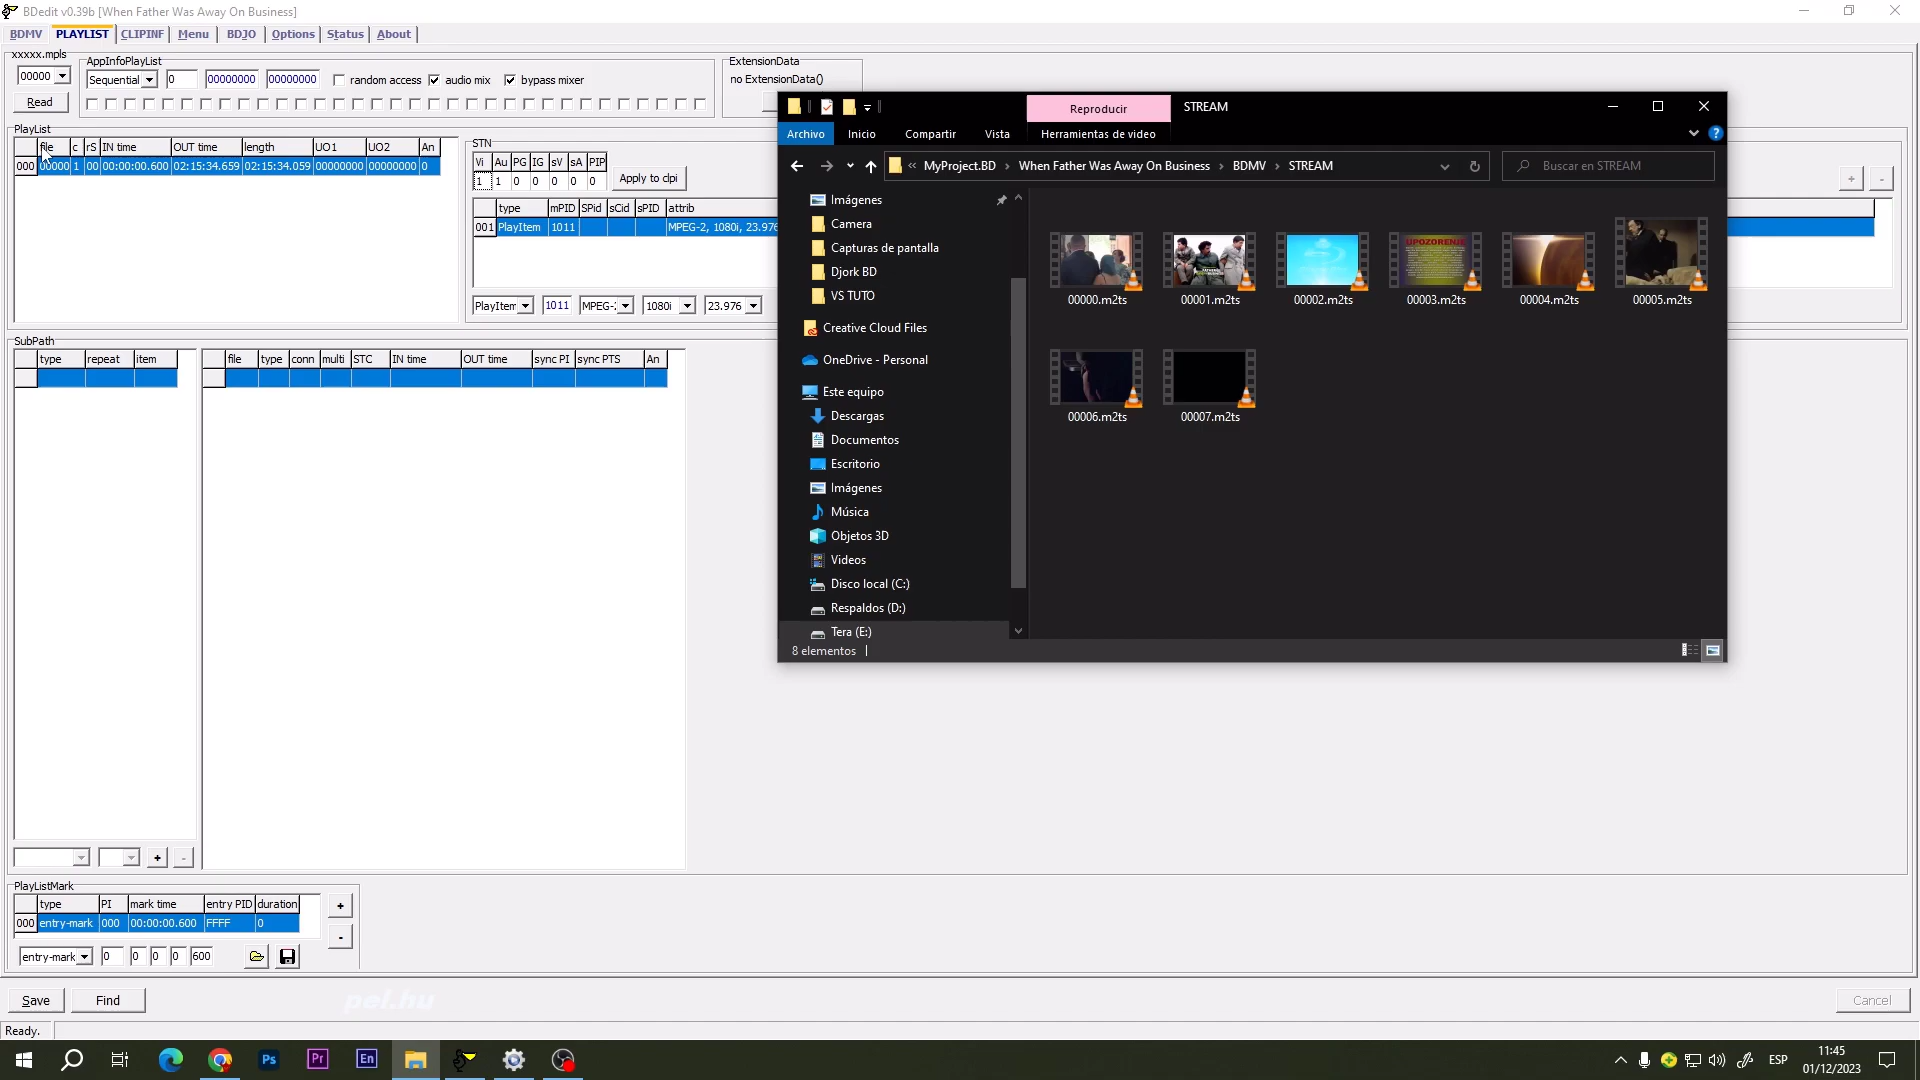 BDedit v0.39b [When Father Was Away On Business]
BDMV PLAYLIST CLIPINF Menu BDJO Options Status About
xxxxx.mpls AppInfoPlayList ExtensionData
00000 Sequential 0 00000000 00000000 random access audio mix bypass mixer no ExtensionData()
Read
PlayList
file c rS IN time OUT time length UO1 UO2 An
000 00000 1 00 00:00:00.600 02:15:34.659 02:15:34.059 00000000 00000000 0
STN
Vi Au PG IG sV sA PIP
1 1 0 0 0 0 0 Apply to clpi
type mPID SPid sCid sPID attrib
001 PlayItem 1011 MPEG-2, 1080i, 23.976
PlayItem 1011 MPEG- 1080i 23.976
+ -
SubPath
type repeat item
file type conn multi STC IN time OUT time sync PI sync PTS An
+ -
PlayListMark
type PI mark time entry PID duration
000 entry-mark 000 00:00:00.600 FFFF 0
+
-
entry-mark 0 0 0 0 600
Save Find pel.hu Cancel
Ready.
Reproducir STREAM
Archivo Inicio Compartir Vista Herramientas de video
« MyProject.BD › When Father Was Away On Business › BDMV › STREAM
Buscar en STREAM
Imágenes
Camera
Capturas de pantalla
Djork BD
VS TUTO
Creative Cloud Files
OneDrive - Personal
Este equipo
Descargas
Documentos
Escritorio
Imágenes
Música
Objetos 3D
Videos
Disco local (C:)
Respaldos (D:)
Tera (E:)
UPOZORENJE
00000.m2ts 00001.m2ts 00002.m2ts 00003.m2ts 00004.m2ts 00005.m2ts
00006.m2ts 00007.m2ts
8 elementos
Ps Pr En
ESP
11:45
01/12/2023